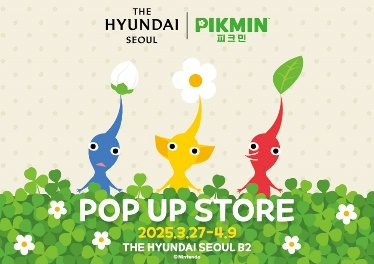 THE
HYUNDAI
SEOUL
PIKMIN
피크민
POP UP STORE
2025.3.27-4.9
THE HYUNDAI SEOUL B2
©Nintendo